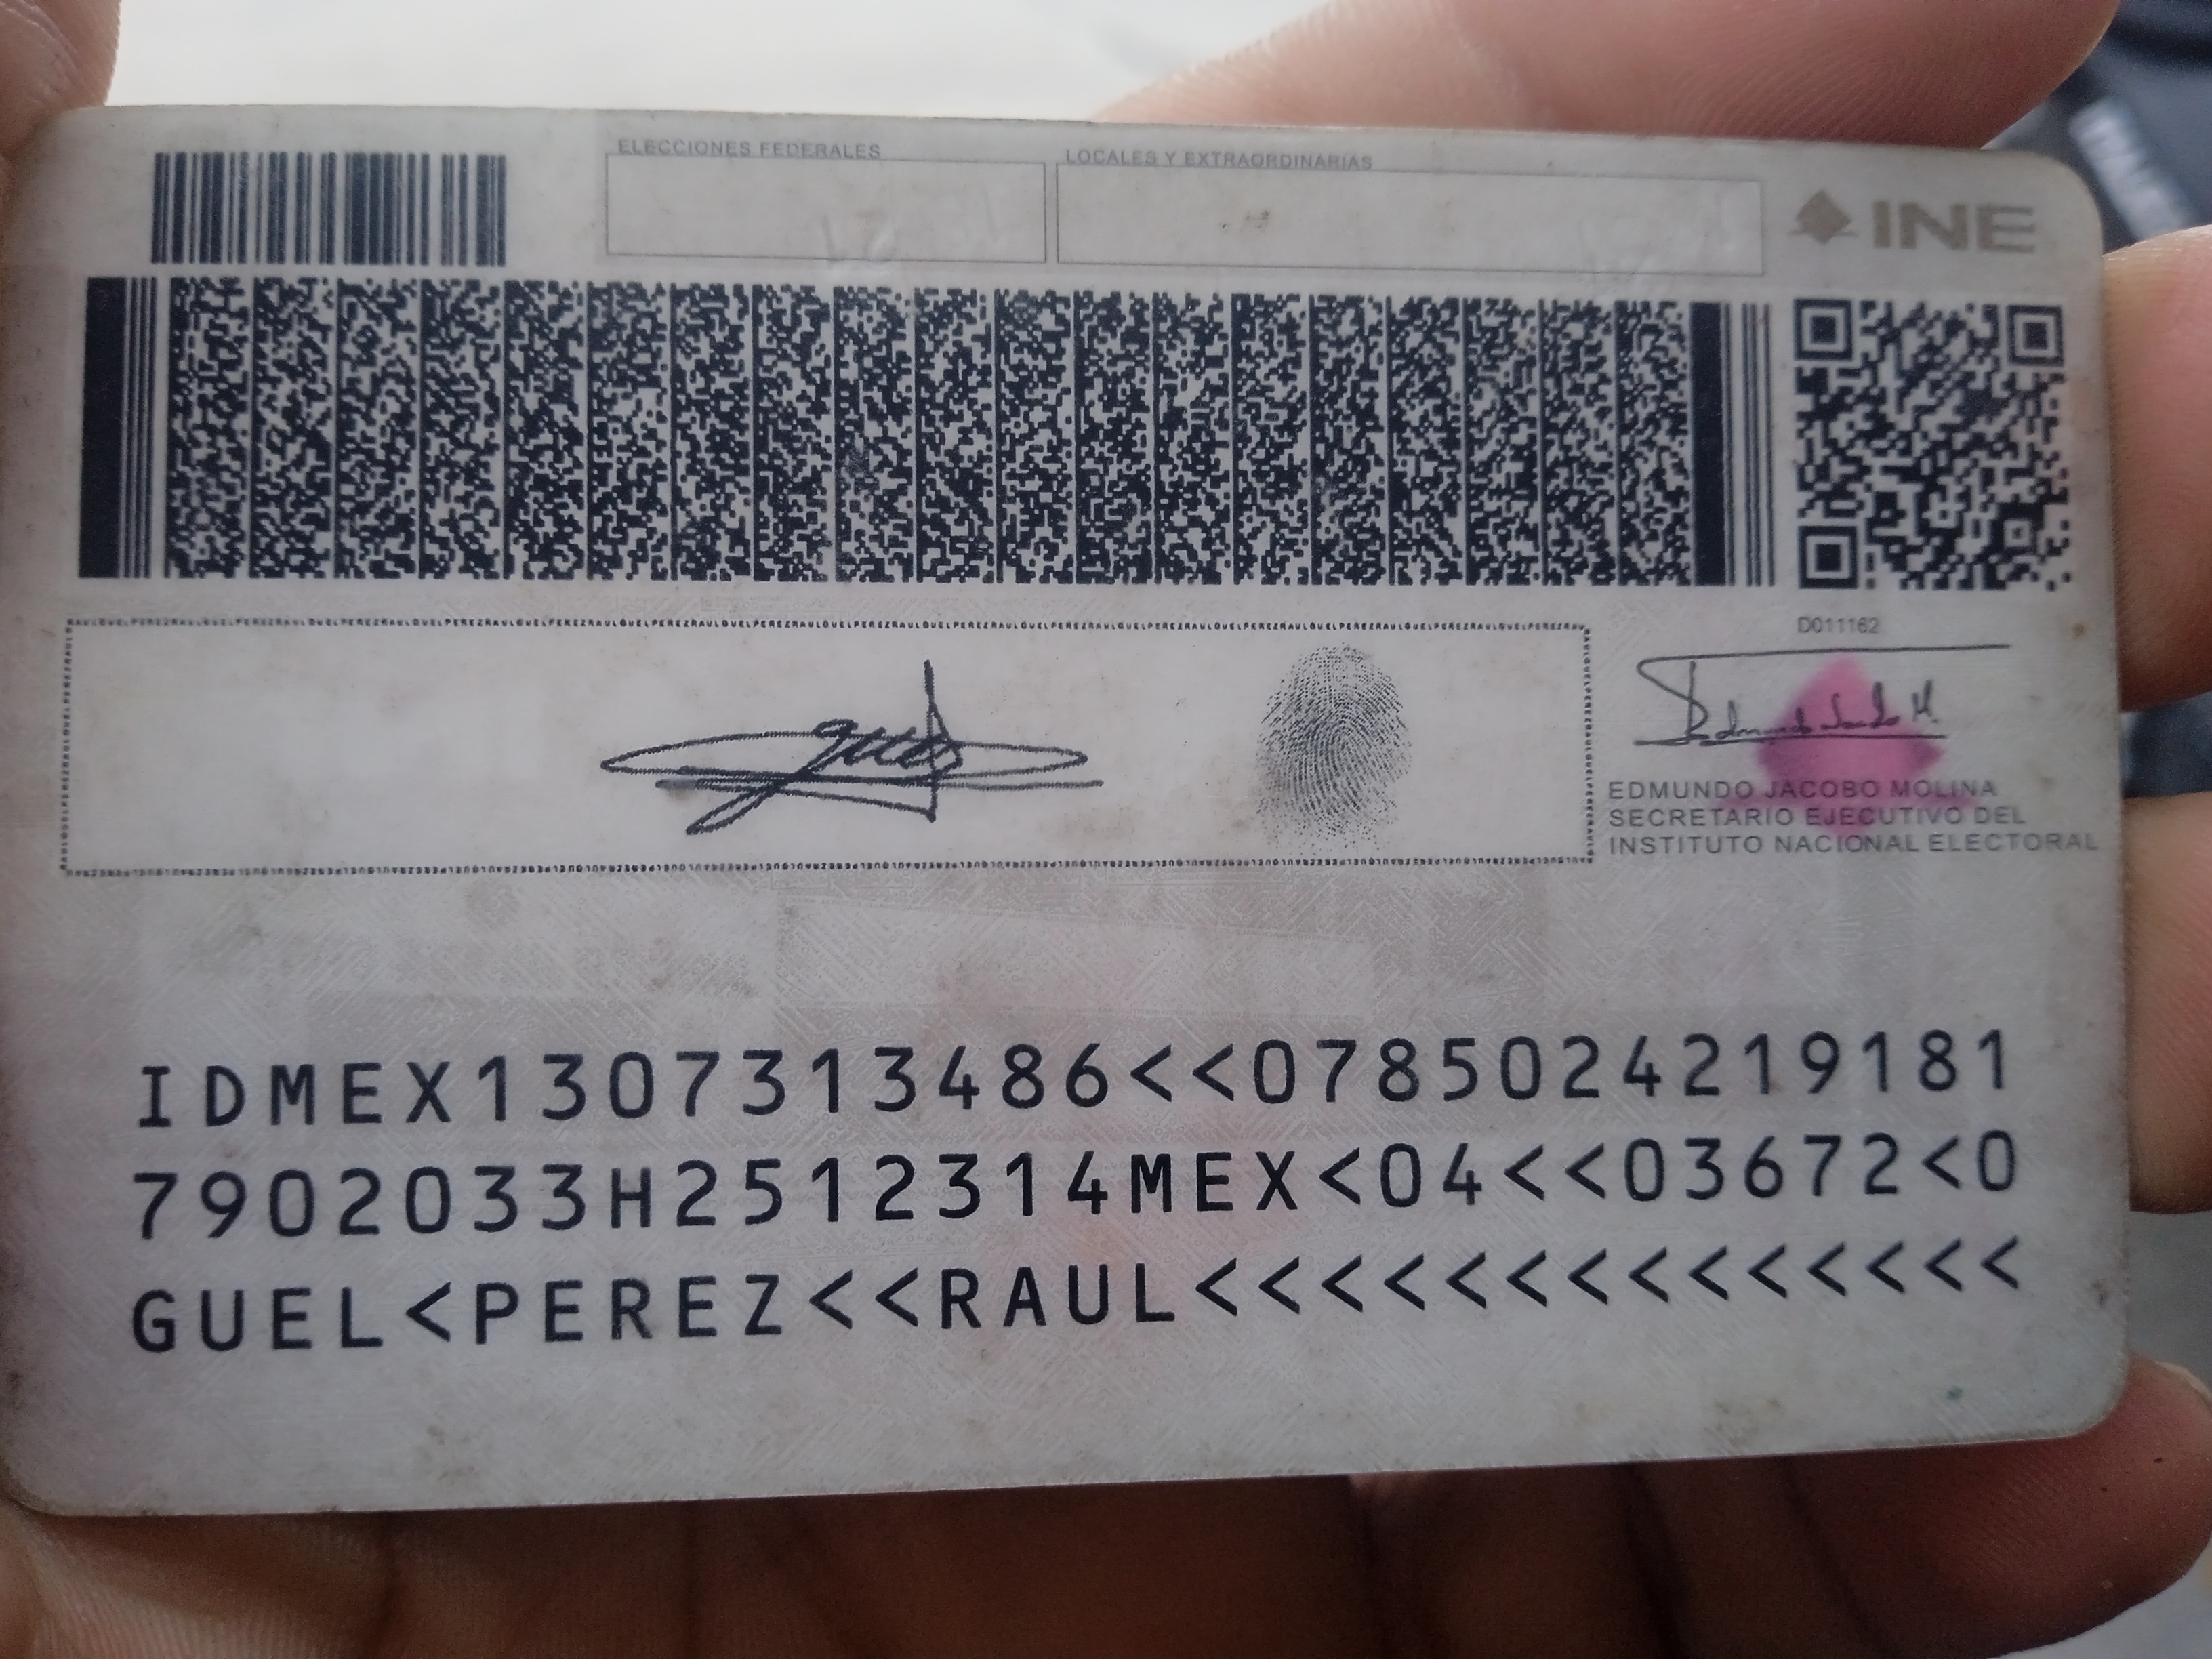 ELECCIONES FEDERALES
LOCALES Y EXTRAORDINARIAS
INE
D011162
EDMUNDO JACOBO MOLINA
SECRETARIO EJECUTIVO DEL
INSTITUTO NACIONAL ELECTORAL
IDMEX1307313486<<0785024219181
7902033H2512314MEX<04<<03672<0
GUEL<PEREZ<<RAUL<<<<<<<<<<<<<<